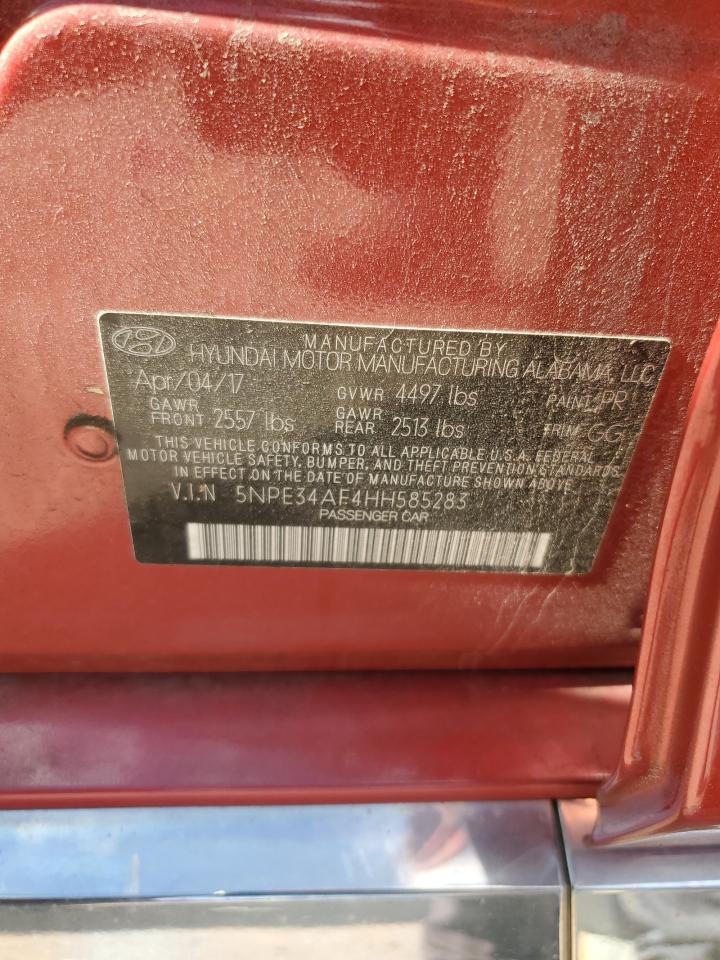 MANUFACTURED BY
HYUNDAI MOTOR MANUFACTURING ALABAMA, LLC
Apr/04/17 GVWR 4497 lbs PAINT: PR
GAWR FRONT 2557 lbs GAWR REAR 2513 lbs TRIM: GG
THIS VEHICLE CONFORMS TO ALL APPLICABLE U.S.A. FEDERAL
MOTOR VEHICLE SAFETY, BUMPER, AND THEFT PREVENTION STANDARDS
IN EFFECT ON THE DATE OF MANUFACTURE SHOWN ABOVE
V.I.N 5NPE34AF4HH585283
PASSENGER CAR